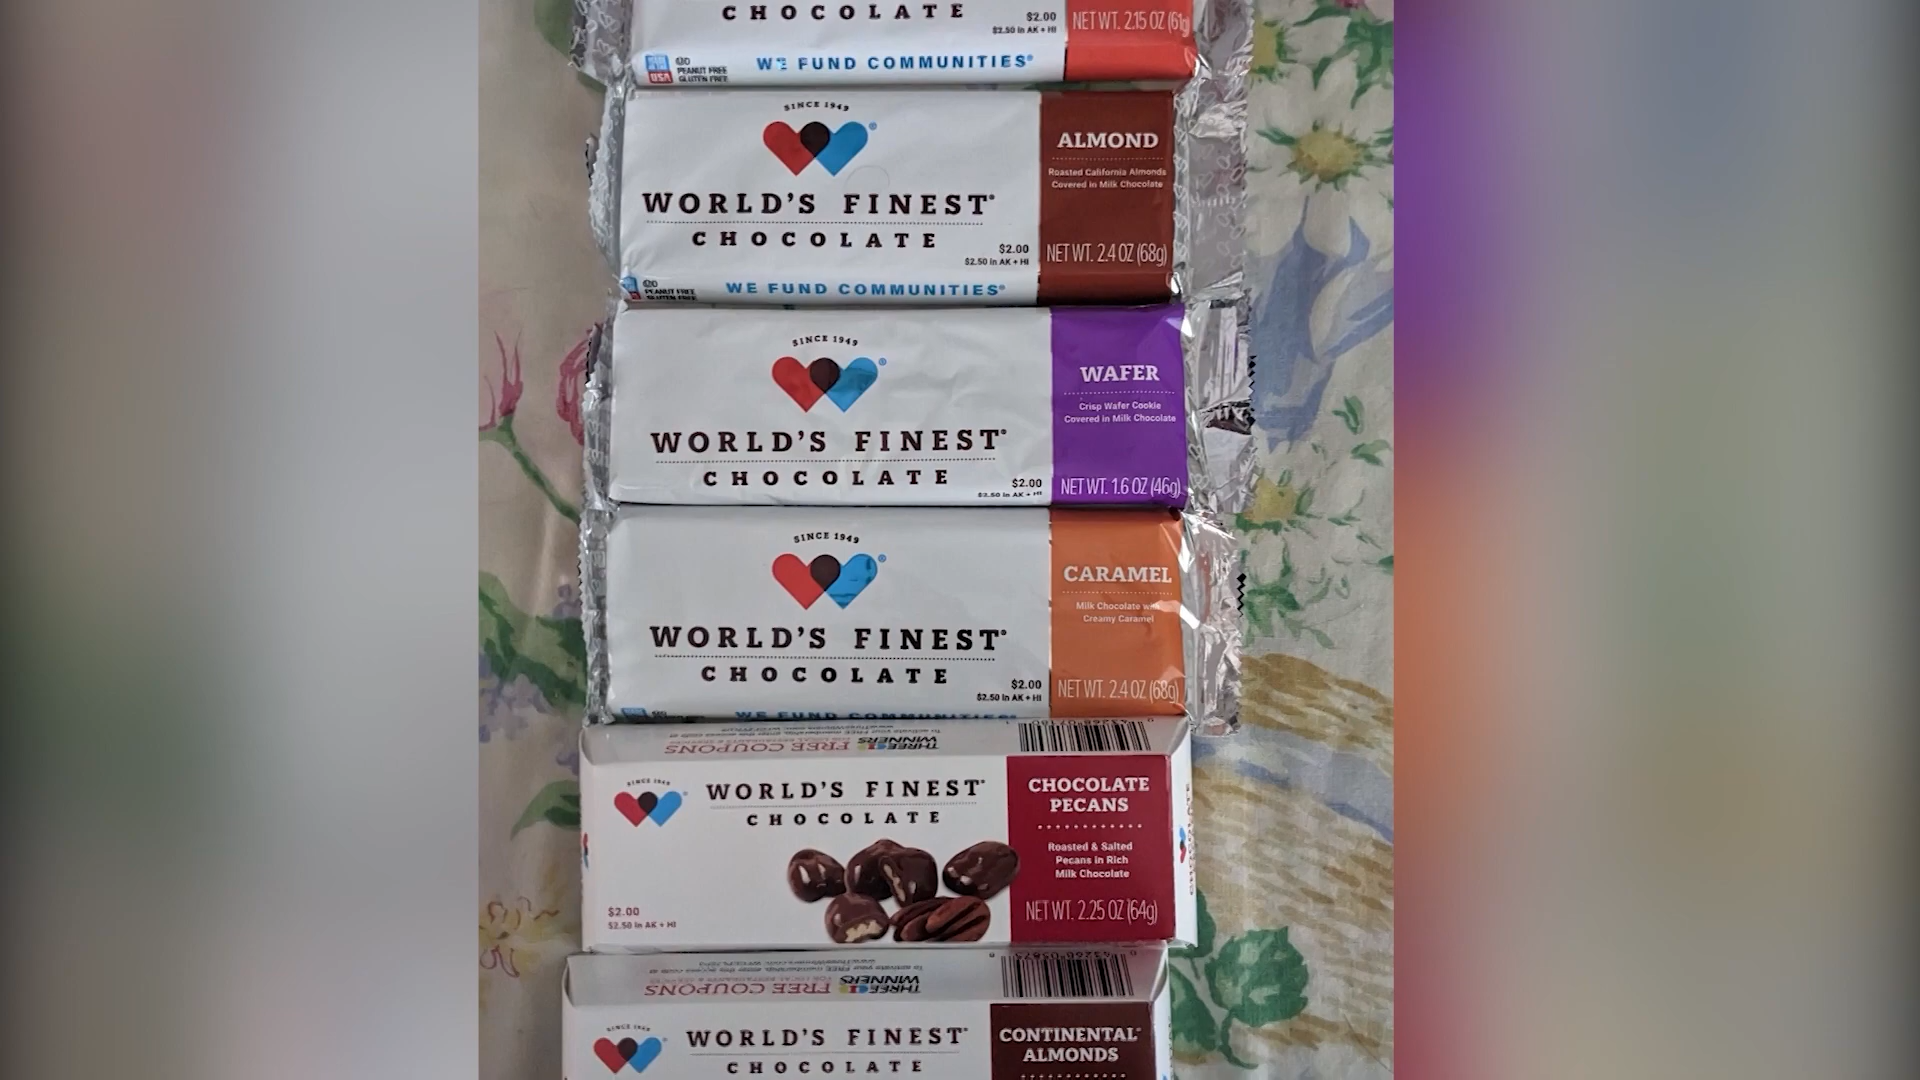 CHOCOLATE
$2.00
$2.50 in AK + HI
NET WT. 2.15 OZ (61g)
USA
PEANUT FREE
GLUTEN FREE
WE FUND COMMUNITIES®
SINCE 1949
WORLD'S FINEST®
CHOCOLATE
$2.00
$2.50 in AK + HI
PEANUT FREE
GLUTEN FREE
WE FUND COMMUNITIES®
ALMOND
Roasted California Almonds
Covered in Milk Chocolate
NET WT. 2.4 OZ (68g)
SINCE 1949
WORLD'S FINEST®
CHOCOLATE
$2.00
$2.50 in AK + HI
WAFER
Crisp Wafer Cookie
Covered in Milk Chocolate
NET WT. 1.6 OZ (46g)
SINCE 1949
WORLD'S FINEST®
CHOCOLATE
$2.00
$2.50 in AK + HI
WE FUND COMMUNITIES®
CARAMEL
Milk Chocolate with
Creamy Caramel
NET WT. 2.4 OZ (68g)
THREE WINNERS
FREE COUPONS
SINCE 1949
WORLD'S FINEST®
CHOCOLATE
$2.00
$2.50 in AK + HI
CHOCOLATE
PECANS
Roasted & Salted
Pecans in Rich
Milk Chocolate
NET WT. 2.25 OZ (64g)
CHOCOLATE
THREE WINNERS
FREE COUPONS
SINCE 1949
WORLD'S FINEST®
CHOCOLATE
CONTINENTAL®
ALMONDS